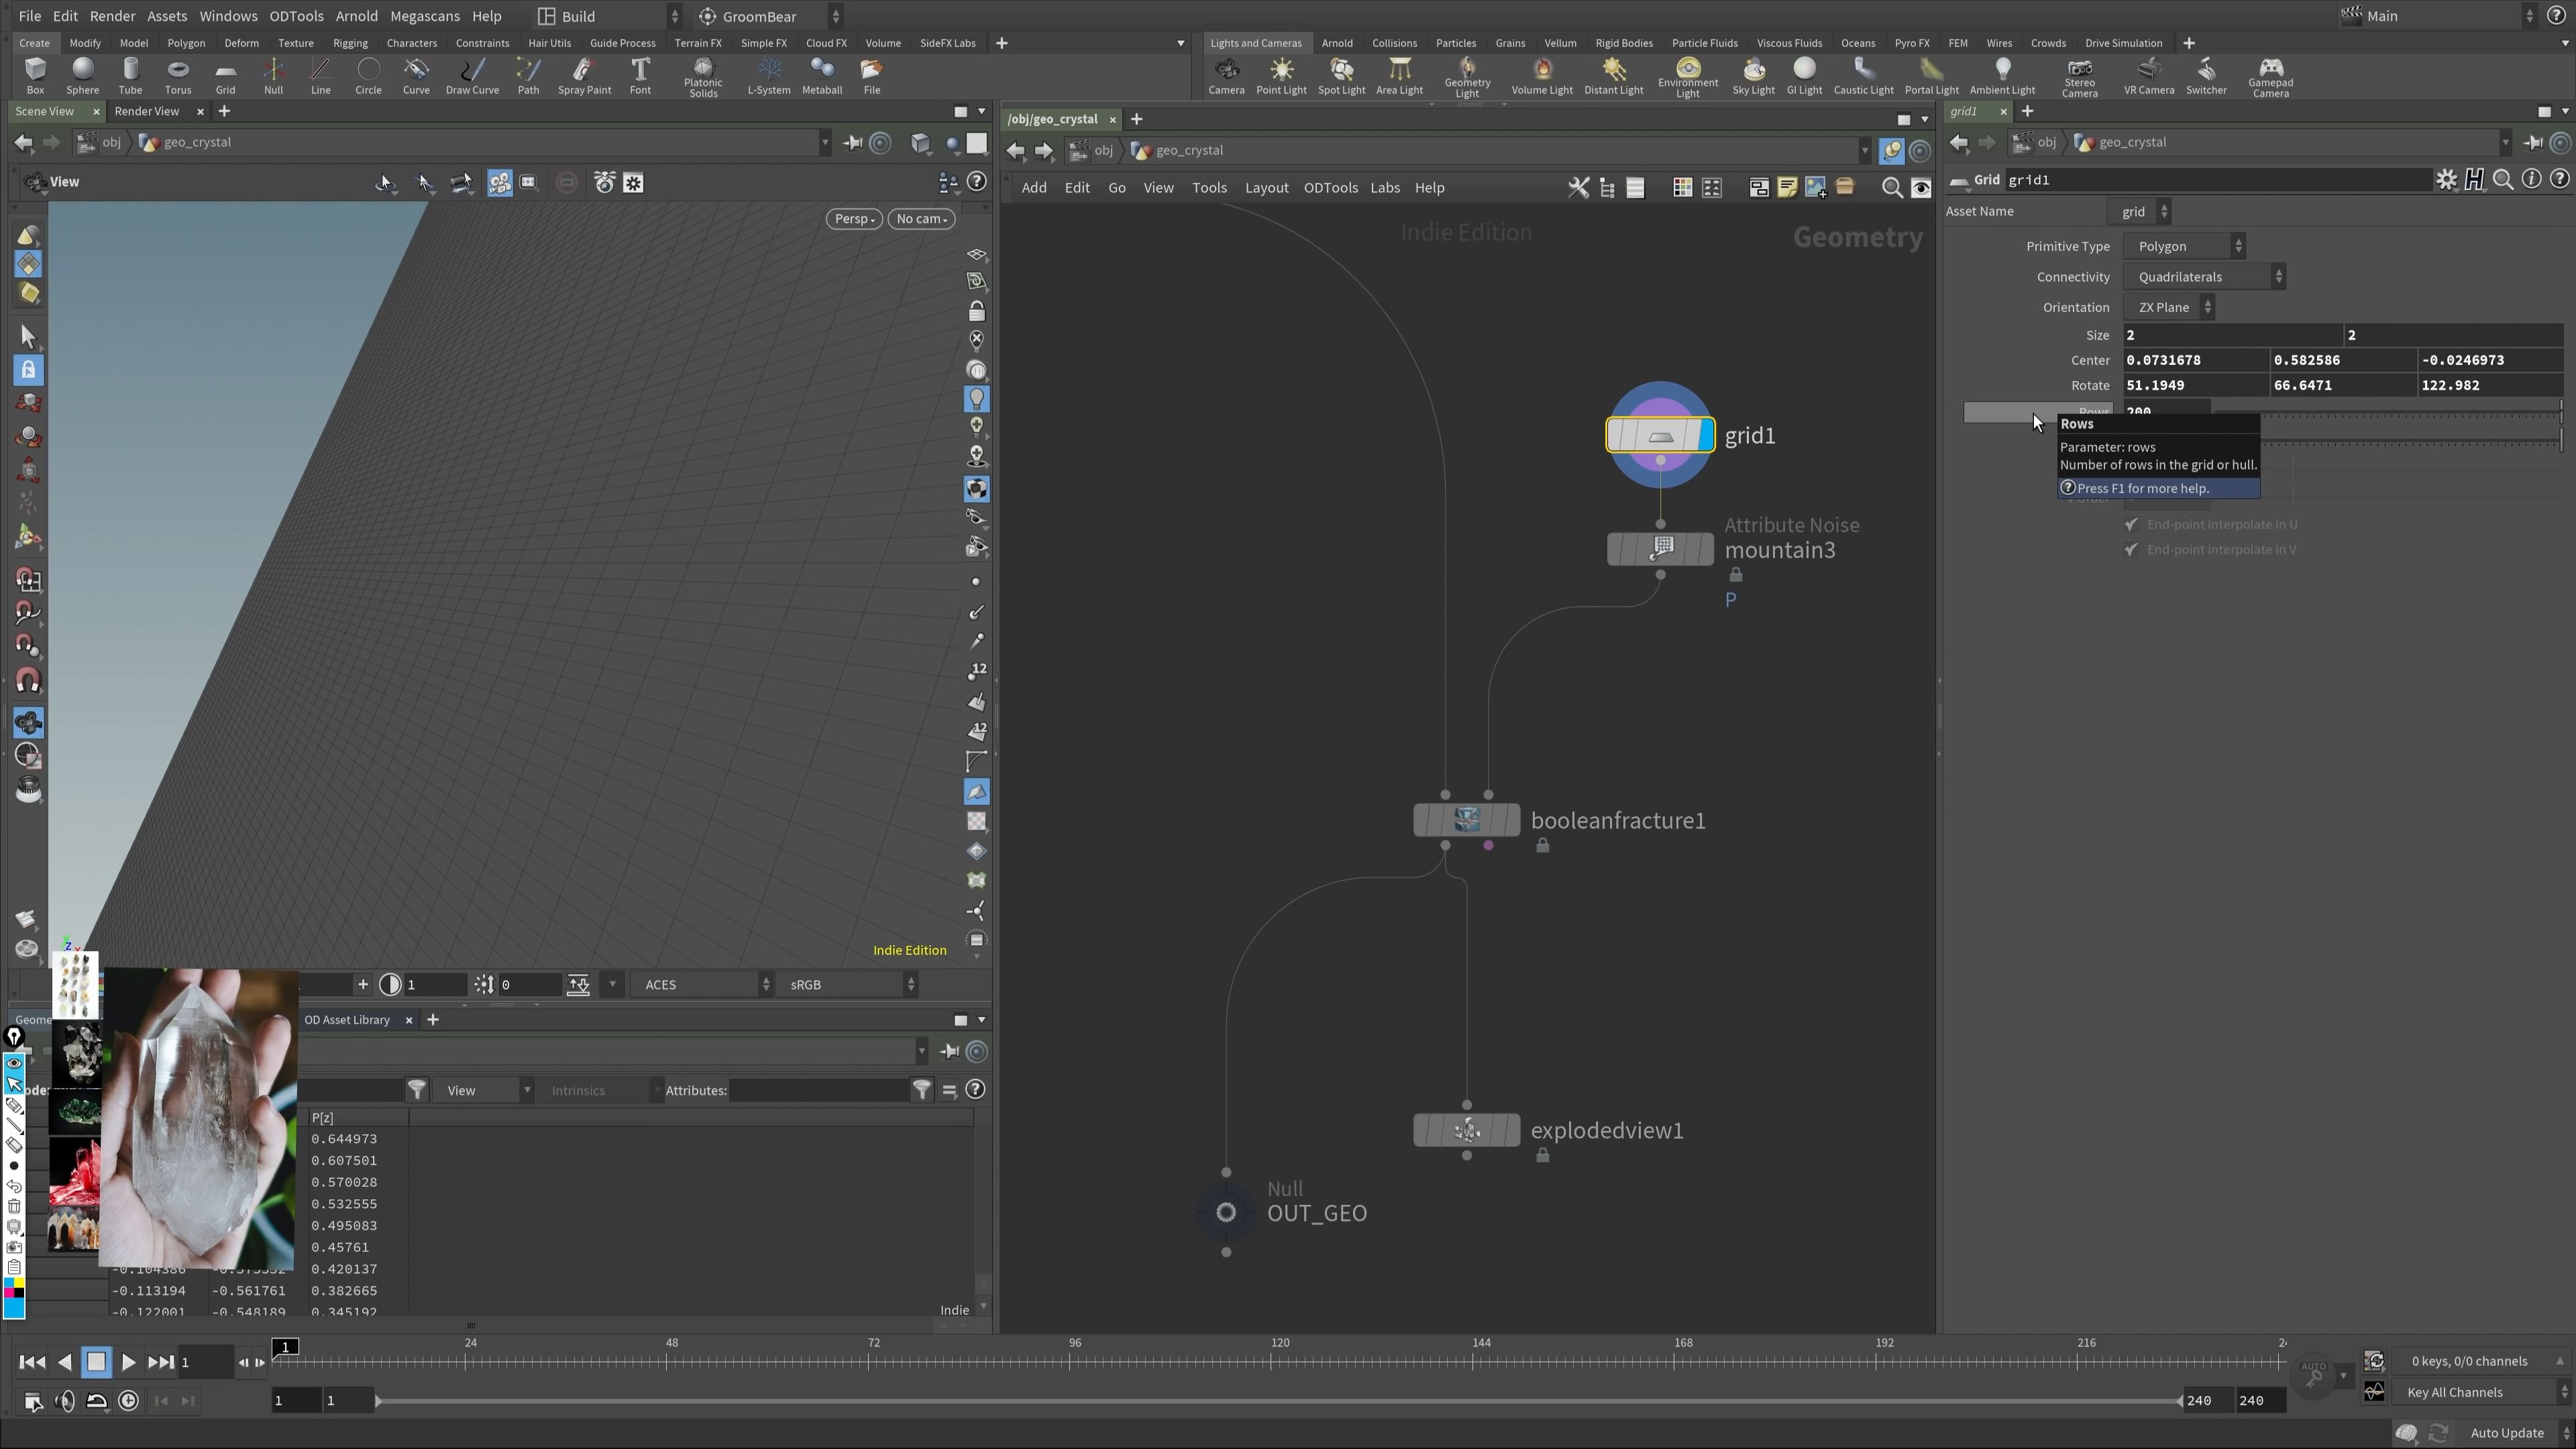 File Edit Render Assets Windows ODTools Arnold Megascans Help Build GroomBear Main
Create Modify Model Polygon Deform Texture Rigging Characters Constraints Hair Utils Guide Process Terrain FX Simple FX Cloud FX Volume SideFX Labs
Lights and Cameras Arnold Collisions Particles Grains Vellum Rigid Bodies Particle Fluids Viscous Fluids Oceans Pyro FX FEM Wires Crowds Drive Simulation
Box Sphere Tube Torus Grid Null Line Circle Curve Draw Curve Path Spray Paint Font Platonic Solids L-System Metaball File
Camera Point Light Spot Light Area Light Geometry Light Volume Light Distant Light Environment Light Sky Light GI Light Caustic Light Portal Light Ambient Light Stereo Camera VR Camera Switcher Gamepad Camera
Scene View Render View
obj geo_crystal
View
Persp No cam
12
12
Indie Edition
1 0 ACES sRGB
Geome OD Asset Library
ode:
View Intrinsics Attributes:
P[z]
0.644973
0.607501
0.570028
0.532555
0.495083
0.45761
0.420137
-0.113194 -0.561761 0.382665
-0.122001 -0.548189 0.345192
Indie
/obj/geo_crystal
obj geo_crystal
Add Edit Go View Tools Layout ODTools Labs Help
Indie Edition
Geometry
grid1
Attribute Noise
mountain3
P
booleanfracture1
explodedview1
Null
OUT_GEO
grid1
obj geo_crystal
Grid grid1
Asset Name grid
Primitive Type Polygon
Connectivity Quadrilaterals
Orientation ZX Plane
Size 2 2
Center 0.0731678 0.582586 -0.0246973
Rotate 51.1949 66.6471 122.982
Rows 200
Rows
Parameter: rows
Number of rows in the grid or hull.
Press F1 for more help.
End-point interpolate in U
End-point interpolate in V
1 24 48 72 96 120 144 168 192 216
1
AUTO
0 keys, 0/0 channels
1 1 240 240
Key All Channels
Auto Update